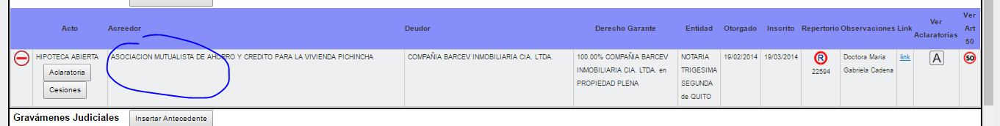 Acto Acreedor Deudor Derecho Garante Entidad Otorgado Inscrito Repertorio Observaciones Link Ver Aclaratorias Ver Art 50
HIPOTECA ABIERTA
Aclaratoria
Cesiones
ASOCIACION MUTUALISTA DE AHORRO Y CREDITO PARA LA VIVIENDA PICHINCHA
COMPAÑIA BARCEV INMOBILIARIA CIA. LTDA.
100.00% COMPAÑIA BARCEV
INMOBILIARIA CIA. LTDA. en
PROPIEDAD PLENA
NOTARIA
TRIGESIMA
SEGUNDA
de QUITO
19/02/2014
19/03/2014
R
22594
Doctora Maria
Gabriela Cadena
link
A
50
Gravámenes Judiciales
Insertar Antecedente